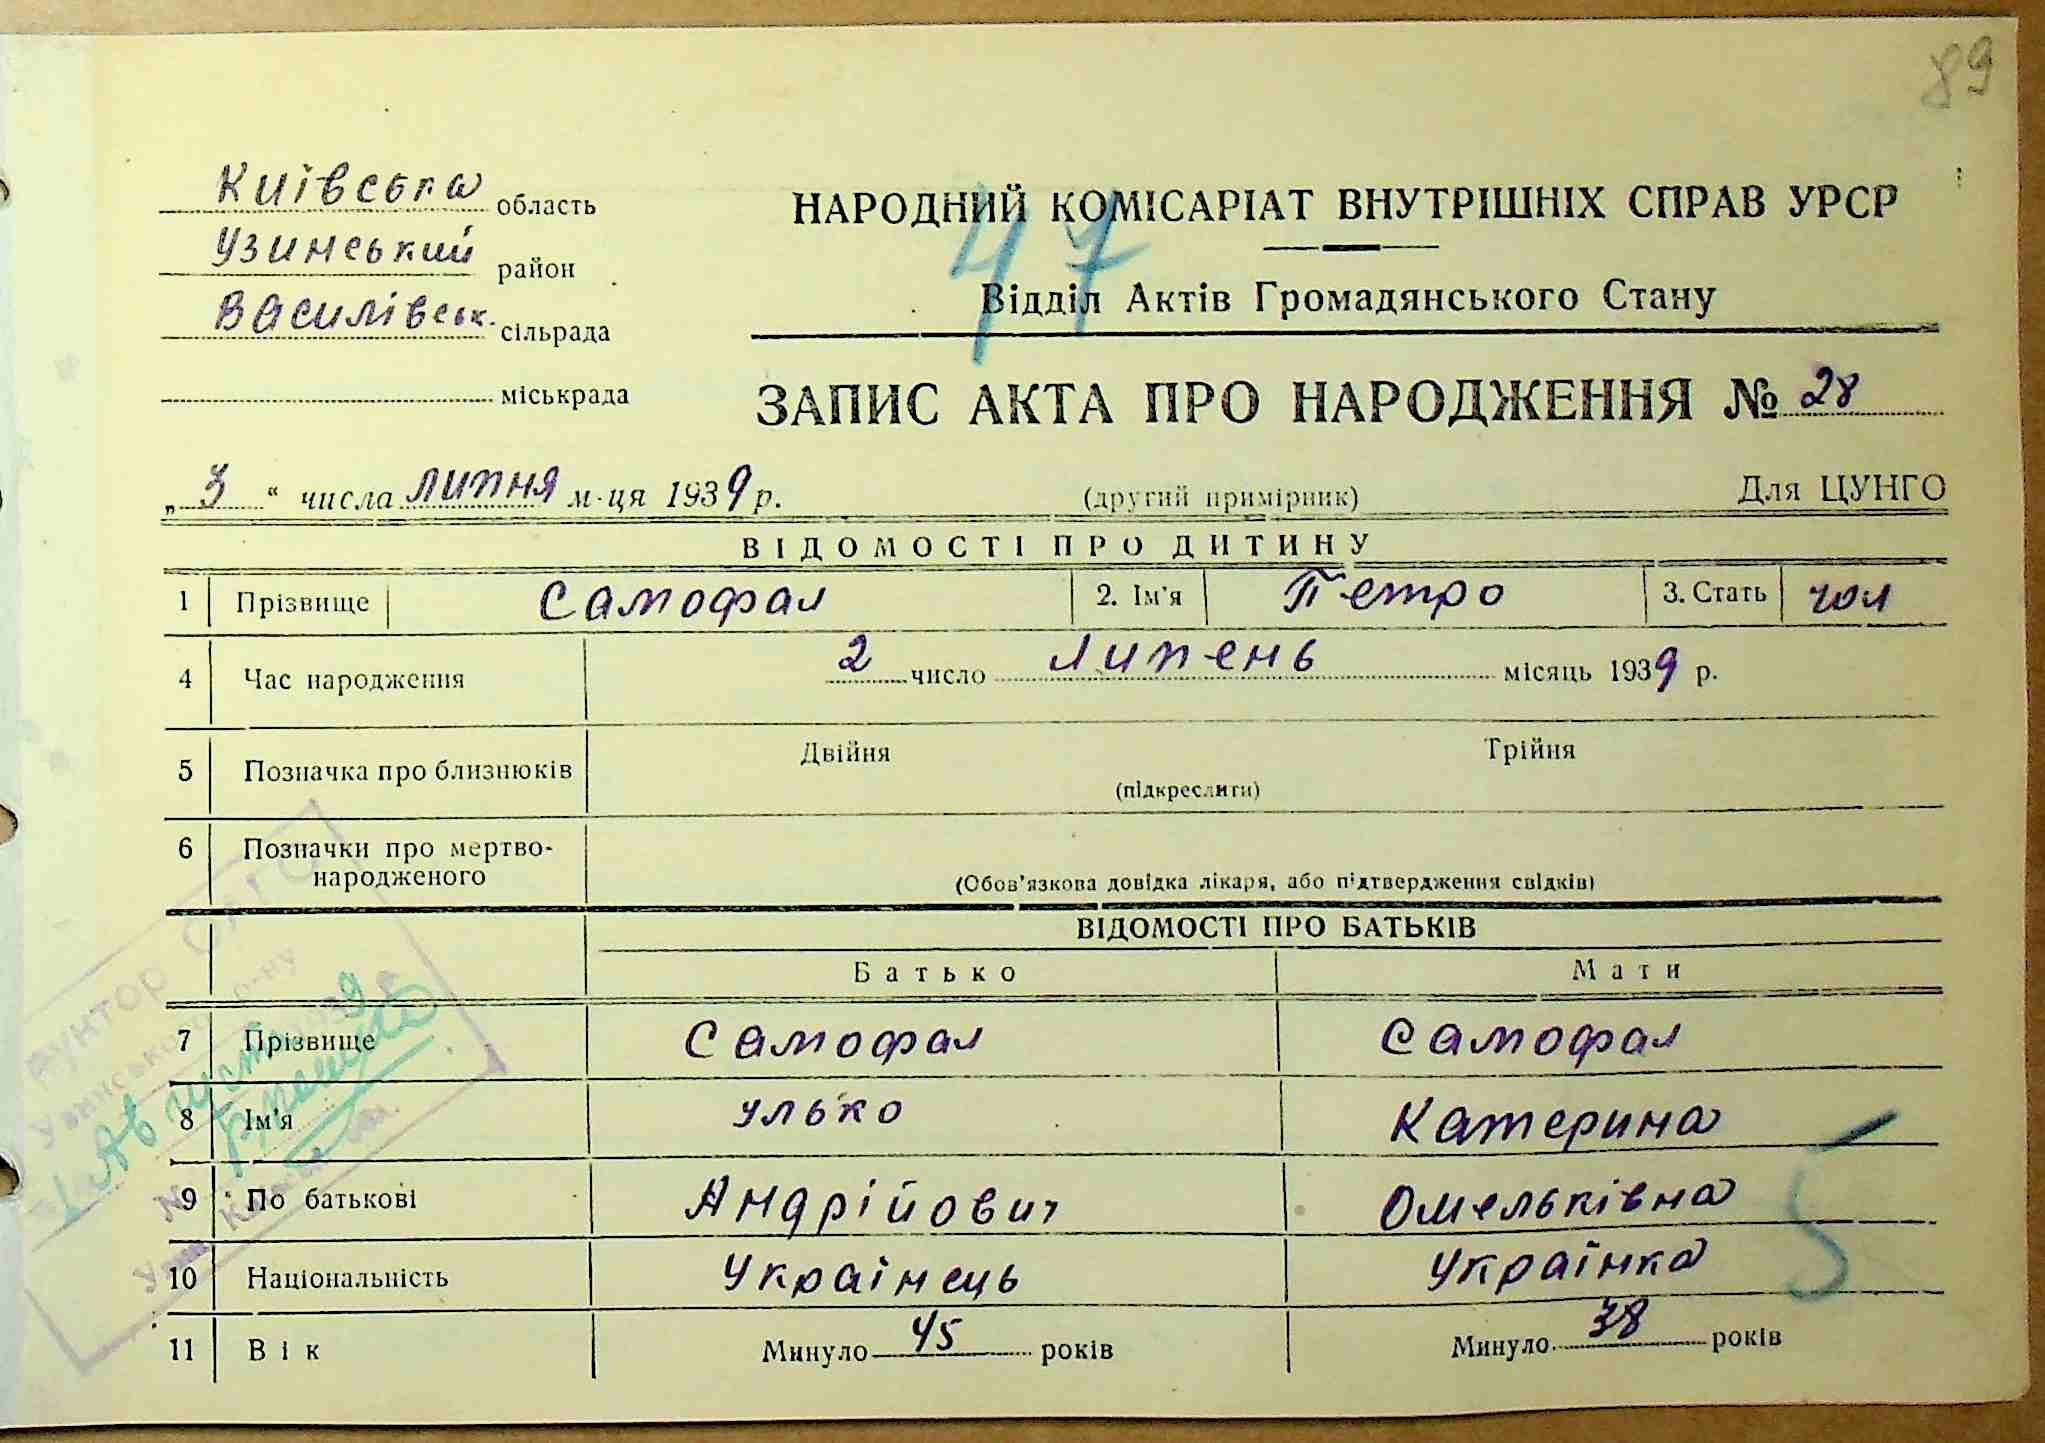 89
Київська область
Узинський район
Василівськ. сільрада
міськрада
НАРОДНИЙ КОМІСАРІАТ ВНУТРІШНІХ СПРАВ УРСР
47
Відділ Актів Громадянського Стану
ЗАПИС АКТА ПРО НАРОДЖЕННЯ № 28
„3“ числа липня м-ця 1939 р. (другий примірник) Для ЦУНГО
ВІДОМОСТІ ПРО ДИТИНУ
1 Прізвище Самофал 2. Ім'я Петро 3. Стать чол
4 Час народження 2 число Липень місяць 1939 р.
5 Позначка про близнюків Двійня Трійня
(підкреслити)
6 Позначки про мертво-
народженого (Обов'язкова довідка лікаря, або підтвердження свідків)
ВІДОМОСТІ ПРО БАТЬКІВ
Батько Мати
7 Прізвище Самофал Самофал
8 Ім'я Улько Катерина
9 По батькові Андрійович Омельківна
10 Національність Українець Українка
5
11 Вік Минуло 45 років Минуло 38 років